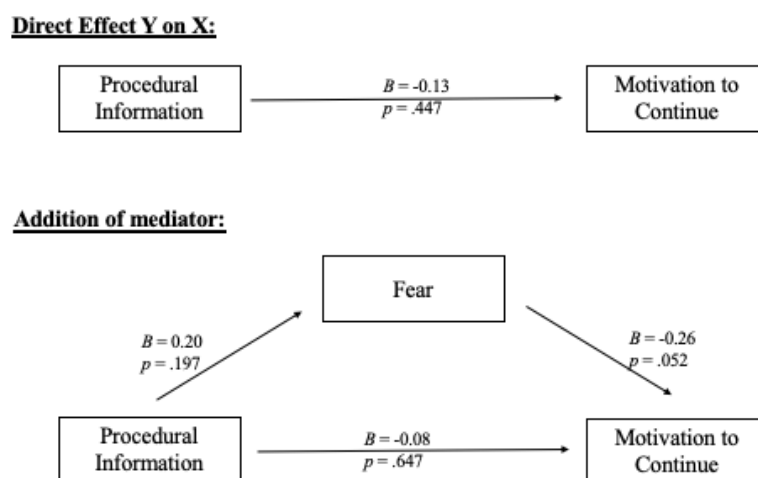 Direct Effect Y on X:
Procedural
Information
B = -0.13
p = .447
Motivation to
Continue
Addition of mediator:
Fear
B = 0.20
p = .197
B = -0.26
p = .052
Procedural
Information
B = -0.08
p = .647
Motivation to
Continue